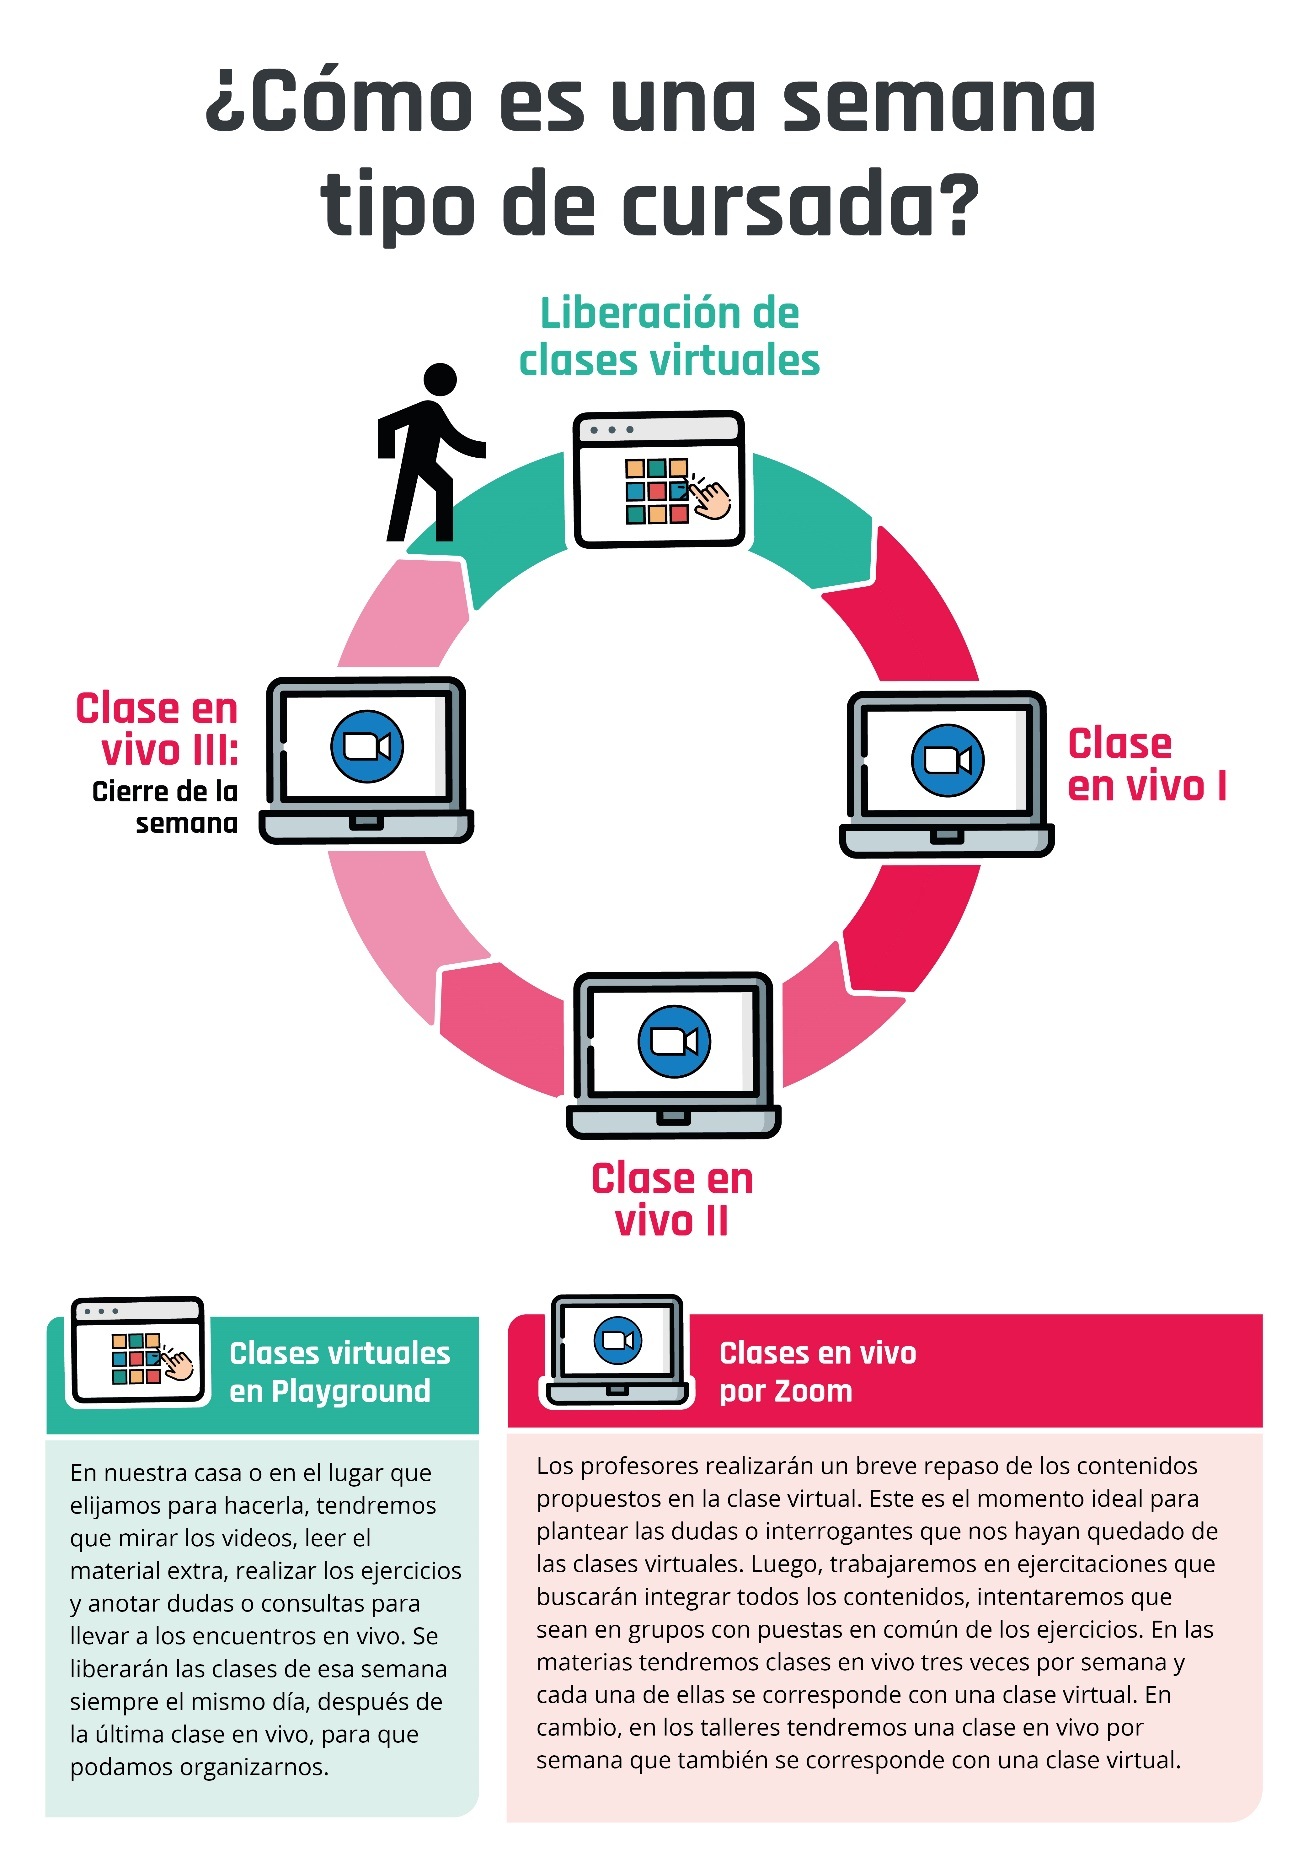 ¿Cómo es una semana
tipo de cursada?
Liberación de
clases virtuales
Clase en
vivo III:
Cierre de la
semana
Clase
en vivo I
Clase en
vivo II
Clases virtuales
en Playground
En nuestra casa o en el lugar que
elijamos para hacerla, tendremos
que mirar los videos, leer el
material extra, realizar los ejercicios
y anotar dudas o consultas para
llevar a los encuentros en vivo. Se
liberarán las clases de esa semana
siempre el mismo día, después de
la última clase en vivo, para que
podamos organizarnos.
Clases en vivo
por Zoom
Los profesores realizarán un breve repaso de los contenidos
propuestos en la clase virtual. Este es el momento ideal para
plantear las dudas o interrogantes que nos hayan quedado de
las clases virtuales. Luego, trabajaremos en ejercitaciones que
buscarán integrar todos los contenidos, intentaremos que
sean en grupos con puestas en común de los ejercicios. En las
materias tendremos clases en vivo tres veces por semana y
cada una de ellas se corresponde con una clase virtual. En
cambio, en los talleres tendremos una clase en vivo por
semana que también se corresponde con una clase virtual.